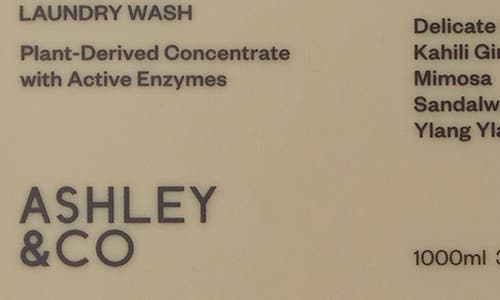 LAUNDRY WASH
Plant-Derived Concentrate
with Active Enzymes
ASHLEY
&CO
Delicate
Kahili
Mimosa
Ylang
1000ml